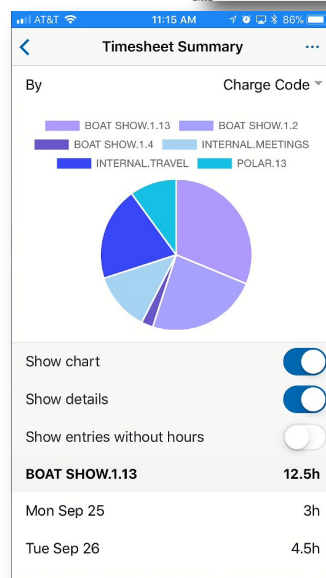 AT&T 11:15 AM 86%
Timesheet Summary ...
By Charge Code
BOAT SHOW.1.13 BOAT SHOW.1.2
BOAT SHOW.1.4 INTERNAL.MEETINGS
INTERNAL.TRAVEL POLAR.13
Show chart
Show details
Show entries without hours
BOAT SHOW.1.13 12.5h
Mon Sep 25 3h
Tue Sep 26 4.5h